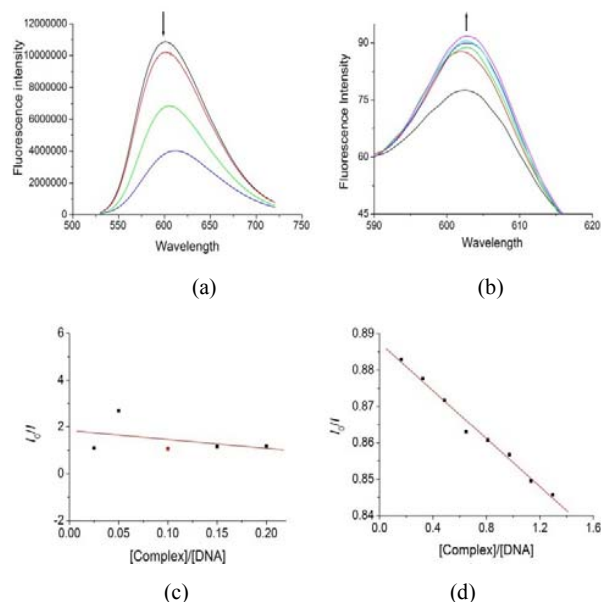 12000000
10000000
8000000
6000000
4000000
2000000
0
Fluorescence intensity
500 550 600 650 700 750
Wavelength
(a)
90
75
60
45
Fluorescence Intensity
590 600 610 620
Wavelength
(b)
6
4
2
0
-2
I₀/I
0.00 0.05 0.10 0.15 0.20
[Complex]/[DNA]
(c)
0.89
0.88
0.87
0.86
0.85
0.84
I₀/I
0.0 0.4 0.8 1.2 1.6
[Complex]/[DNA]
(d)